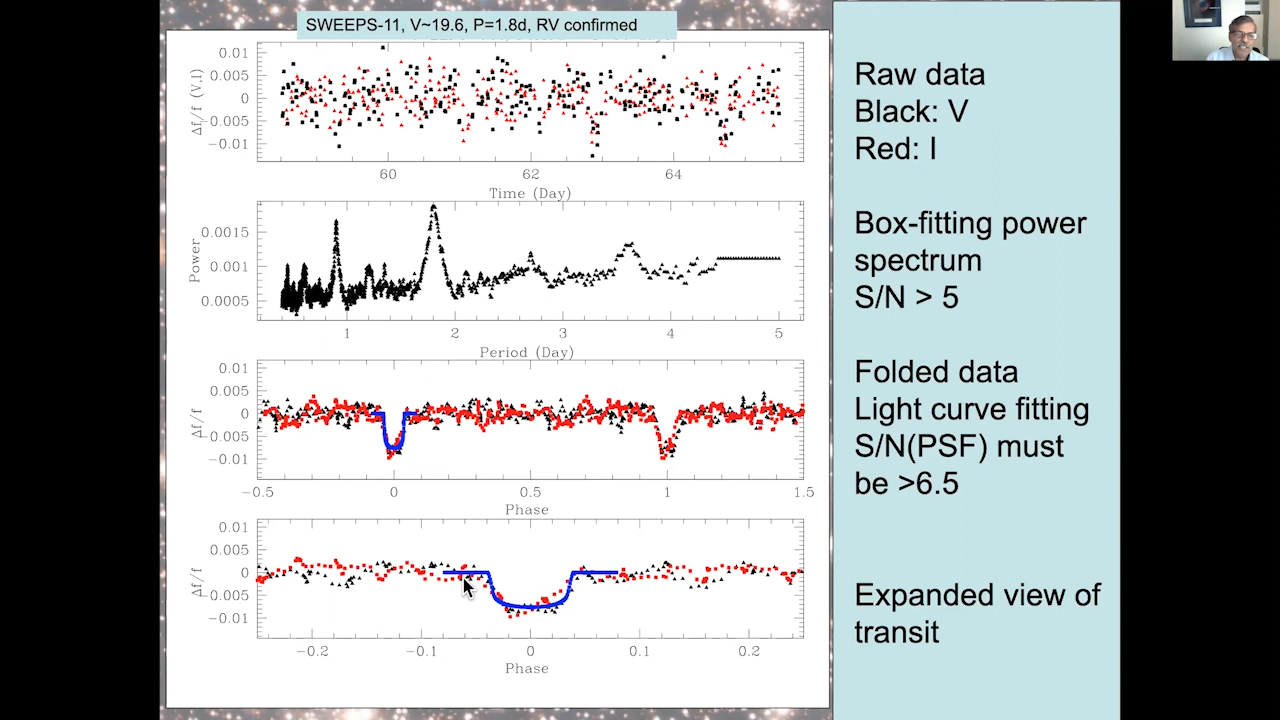 SWEEPS-11, V~19.6, P=1.8d, RV confirmed
0.01
0.005
0
−0.005
−0.01
Δf/f (V,I)
60 62 64
Time (Day)
0.0015
0.001
0.0005
Power
1 2 3 4 5
Period (Day)
0.01
0.005
0
−0.005
−0.01
Δf/f
−0.5 0 0.5 1 1.5
Phase
0.01
0.005
0
−0.005
−0.01
Δf/f
−0.2 −0.1 0 0.1 0.2
Phase
Raw data
Black: V
Red: I
Box-fitting power
spectrum
S/N > 5
Folded data
Light curve fitting
S/N(PSF) must
be >6.5
Expanded view of
transit